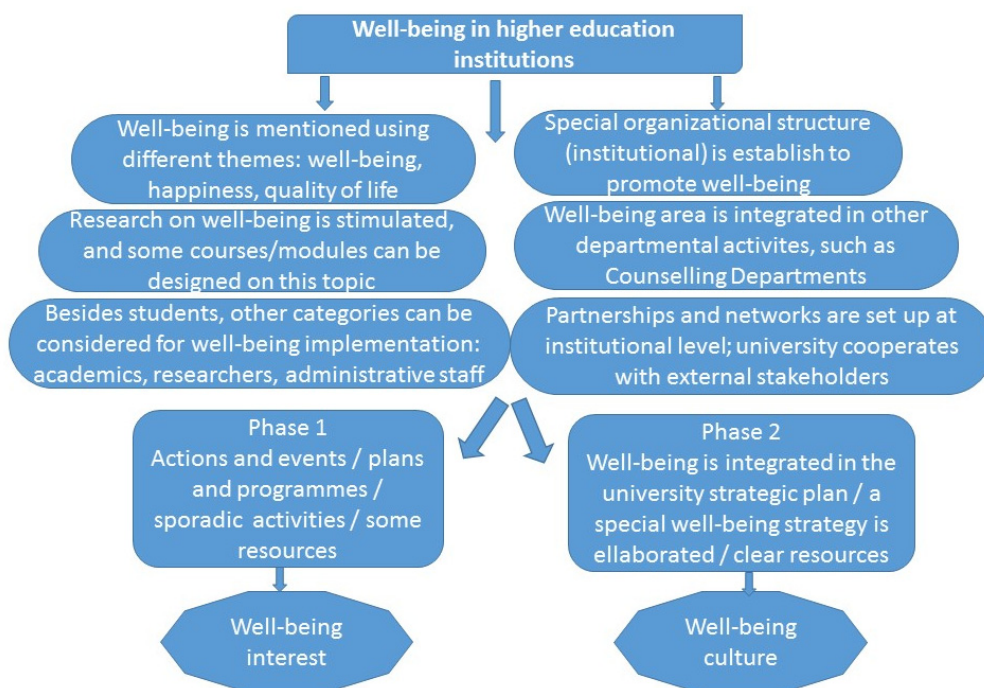 Well-being in higher education
institutions
Well-being is mentioned using
different themes: well-being,
happiness, quality of life
Special organizational structure
(institutional) is establish to
promote well-being
Research on well-being is stimulated,
and some courses/modules can be
designed on this topic
Well-being area is integrated in other
departmental activites, such as
Counselling Departments
Besides students, other categories can be
considered for well-being implementation:
academics, researchers, administrative staff
Partnerships and networks are set up at
institutional level; university cooperates
with external stakeholders
Phase 1
Actions and events / plans
and programmes /
sporadic activities / some
resources
Phase 2
Well-being is integrated in the
university strategic plan / a
special well-being strategy is
ellaborated / clear resources
Well-being
interest
Well-being
culture